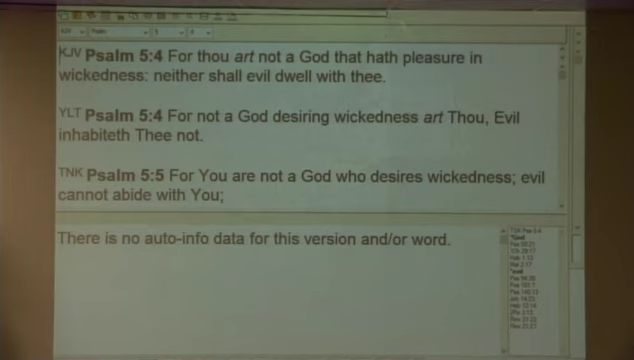 KJV Psalm 5:4 For thou art not a God that hath pleasure in
wickedness: neither shall evil dwell with thee.
YLT Psalm 5:4 For not a God desiring wickedness art Thou, Evil
inhabiteth Thee not.
TNK Psalm 5:5 For You are not a God who desires wickedness; evil
cannot abide with You;
There is no auto-info data for this version and/or word.